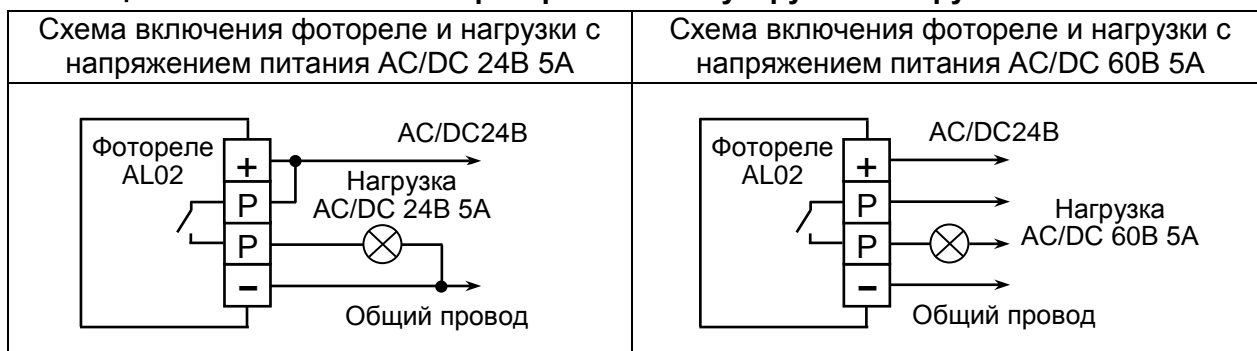 Схема включения фотореле и нагрузки с
напряжением питания AC/DC 24В 5А
Фотореле
AL02
+
P
P
−
AC/DC24В
Нагрузка
AC/DC 24В 5А
Общий провод
Схема включения фотореле и нагрузки с
напряжением питания AC/DC 60В 5А
Фотореле
AL02
+
P
P
−
AC/DC24В
Нагрузка
AC/DC 60В 5А
Общий провод